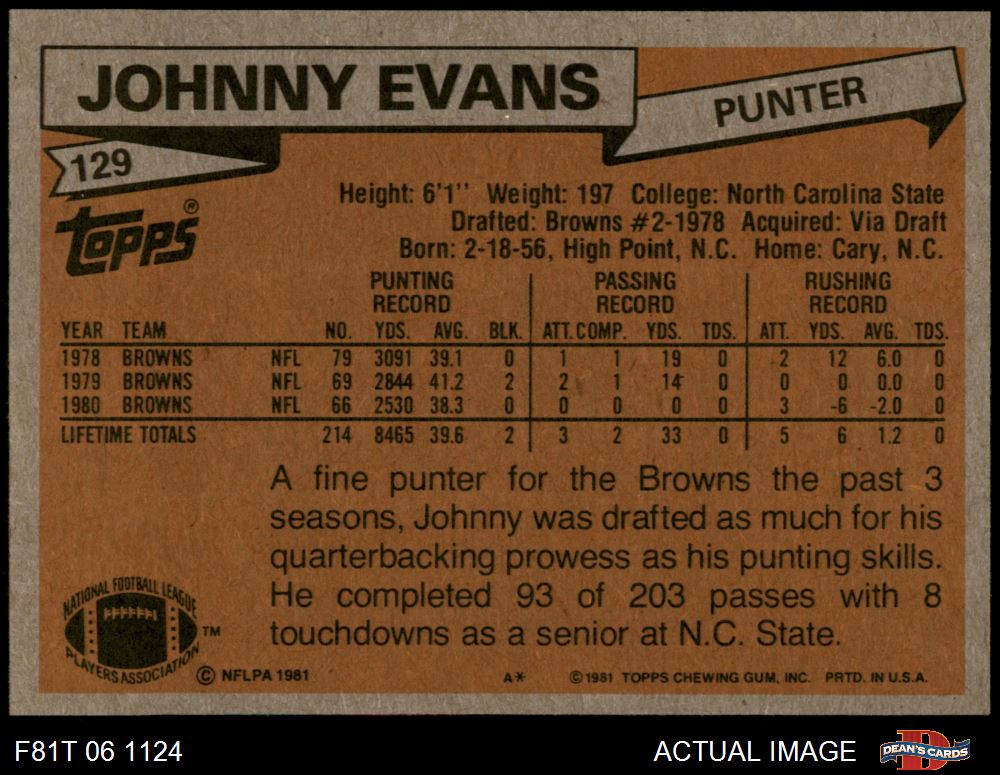 JOHNNY EVANS
PUNTER
129
topps®
Height: 6'1'' Weight: 197 College: North Carolina State
Drafted: Browns #2-1978 Acquired: Via Draft
Born: 2-18-56, High Point, N.C. Home: Cary, N.C.
PUNTING RECORD PASSING RECORD RUSHING RECORD
YEAR TEAM NO. YDS. AVG. BLK. ATT. COMP. YDS. TDS. ATT. YDS. AVG. TDS.
1978 BROWNS NFL 79 3091 39.1 0 1 1 19 0 2 12 6.0 0
1979 BROWNS NFL 69 2844 41.2 2 2 1 14 0 0 0 0.0 0
1980 BROWNS NFL 66 2530 38.3 0 0 0 0 0 3 -6 -2.0 0
LIFETIME TOTALS 214 8465 39.6 2 3 2 33 0 5 6 1.2 0
A fine punter for the Browns the past 3
seasons, Johnny was drafted as much for his
quarterbacking prowess as his punting skills.
He completed 93 of 203 passes with 8
touchdowns as a senior at N.C. State.
NATIONAL FOOTBALL LEAGUE
PLAYERS ASSOCIATION
TM
© NFLPA 1981
A*
© 1981 TOPPS CHEWING GUM, INC. PRTD. IN U.S.A.
F81T 06 1124
ACTUAL IMAGE
D
DEAN'S CARDS